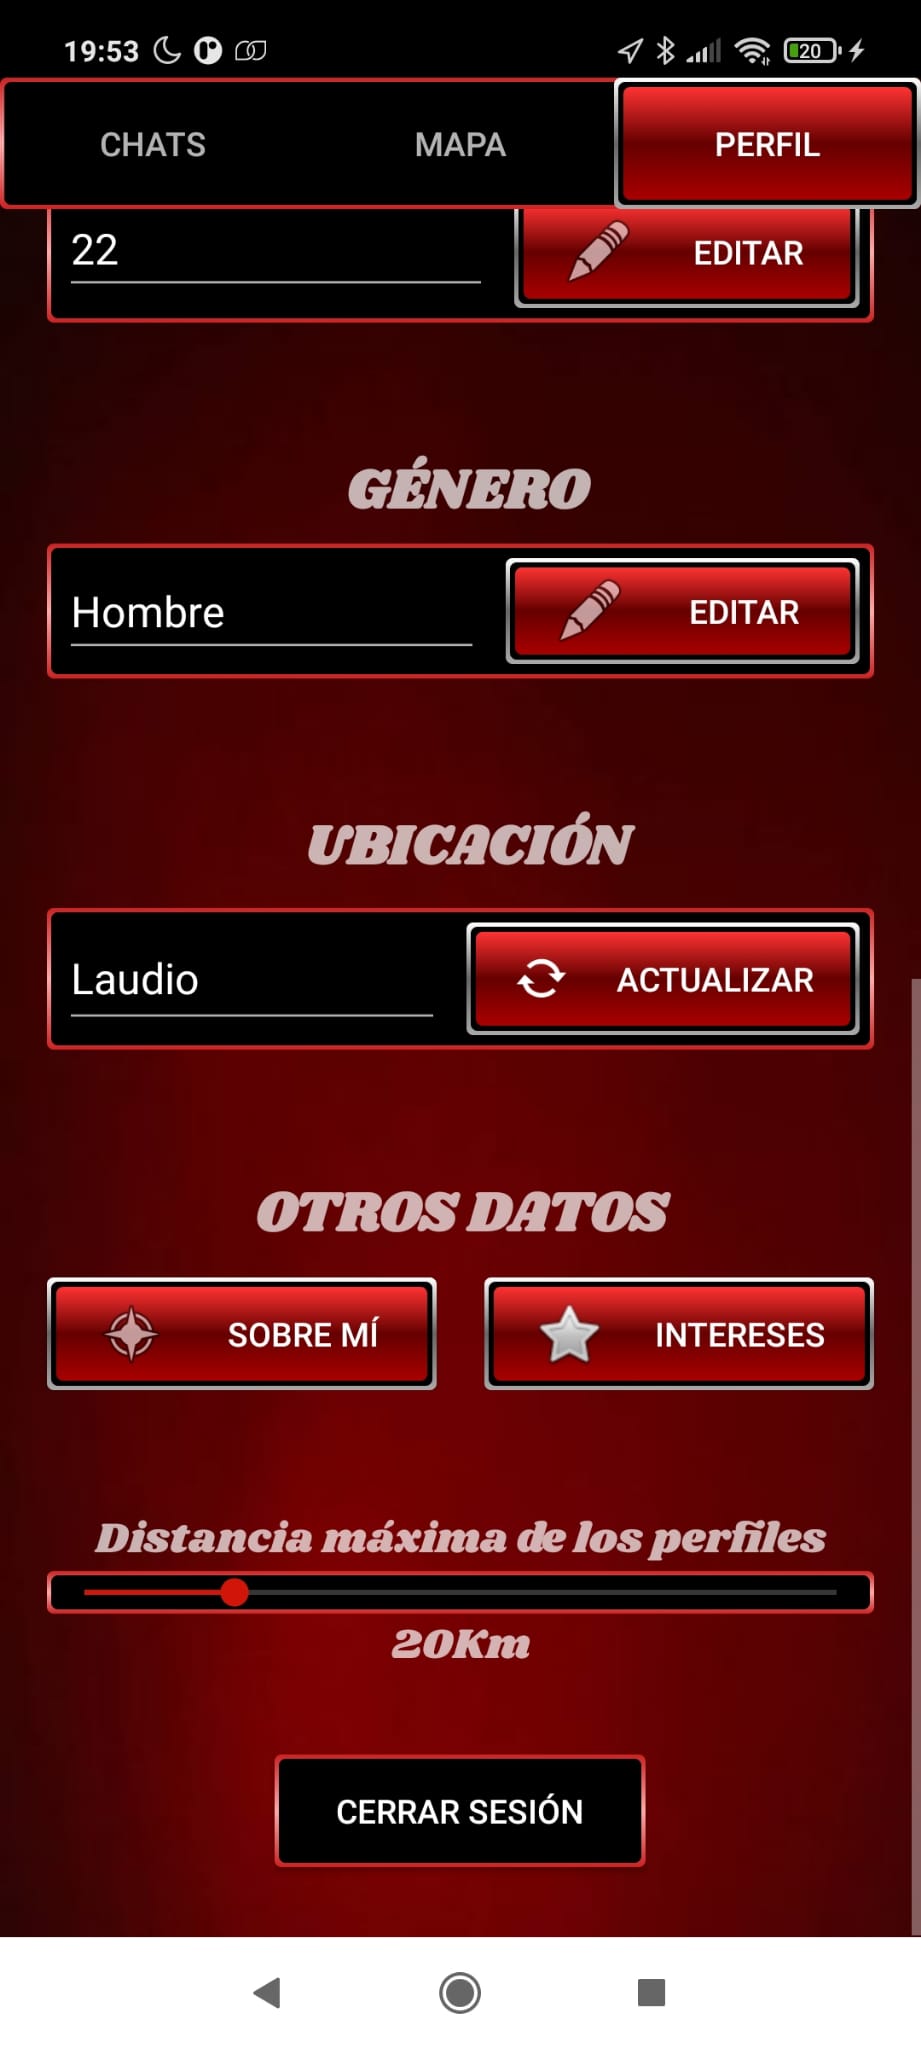 19:53
20
CHATS
MAPA
PERFIL
22
EDITAR
GÉNERO
Hombre
EDITAR
UBICACIÓN
Laudio
ACTUALIZAR
OTROS DATOS
SOBRE MÍ
INTERESES
Distancia máxima de los perfiles
20Km
CERRAR SESIÓN